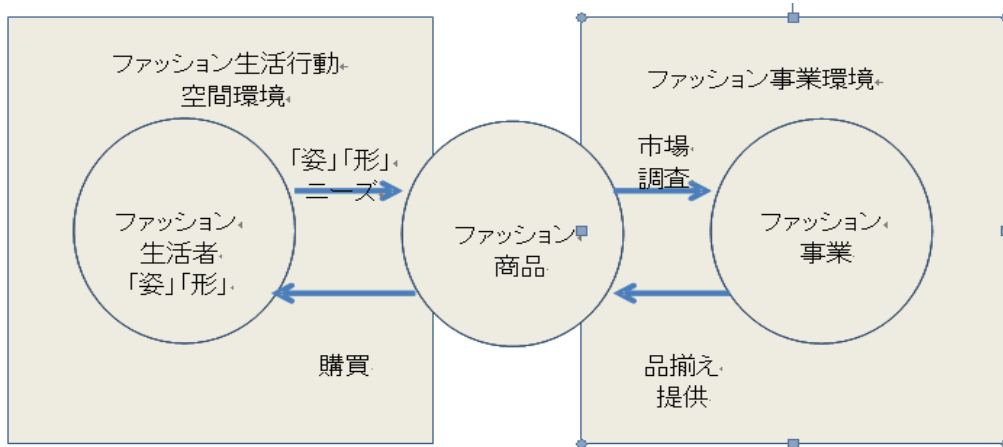 ファッション生活行動
空間環境
ファッション事業環境
「姿」「形」
ニーズ
市場
調査
ファッション
生活者
「姿」「形」
ファッション
商品
ファッション
事業
購買
品揃え
提供